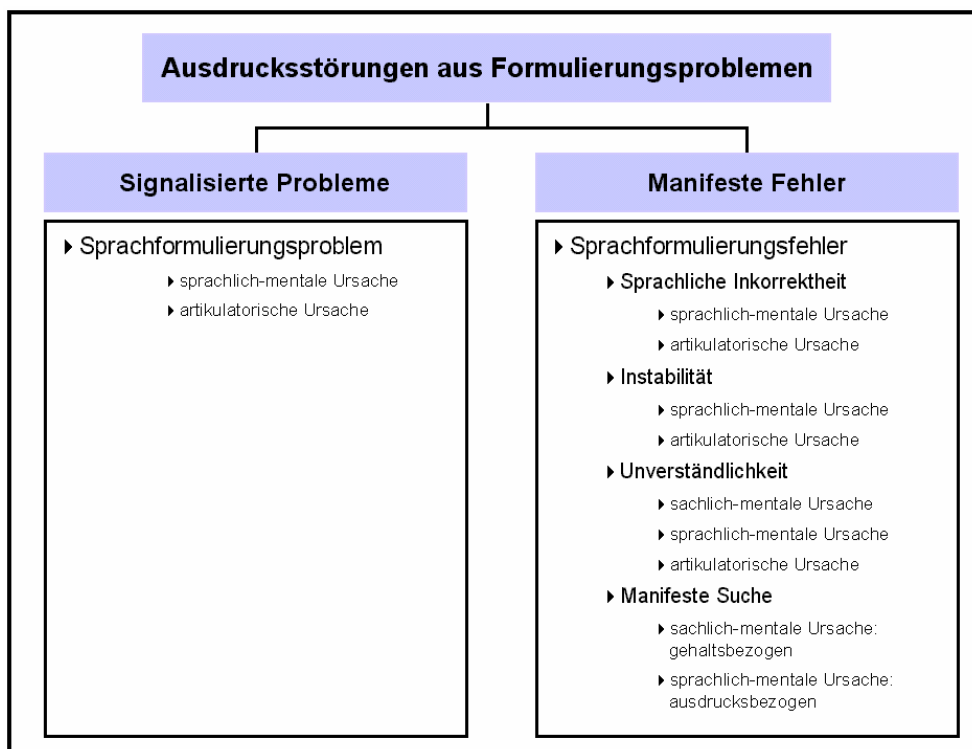 Ausdrucksstörungen aus Formulierungsproblemen
Signalisierte Probleme
Sprachformulierungsproblem
sprachlich-mentale Ursache
artikulatorische Ursache
Manifeste Fehler
Sprachformulierungsfehler
Sprachliche Inkorrektheit
sprachlich-mentale Ursache
artikulatorische Ursache
Instabilität
sprachlich-mentale Ursache
artikulatorische Ursache
Unverständlichkeit
sachlich-mentale Ursache
sprachlich-mentale Ursache
artikulatorische Ursache
Manifeste Suche
sachlich-mentale Ursache:
gehaltsbezogen
sprachlich-mentale Ursache:
ausdrucksbezogen